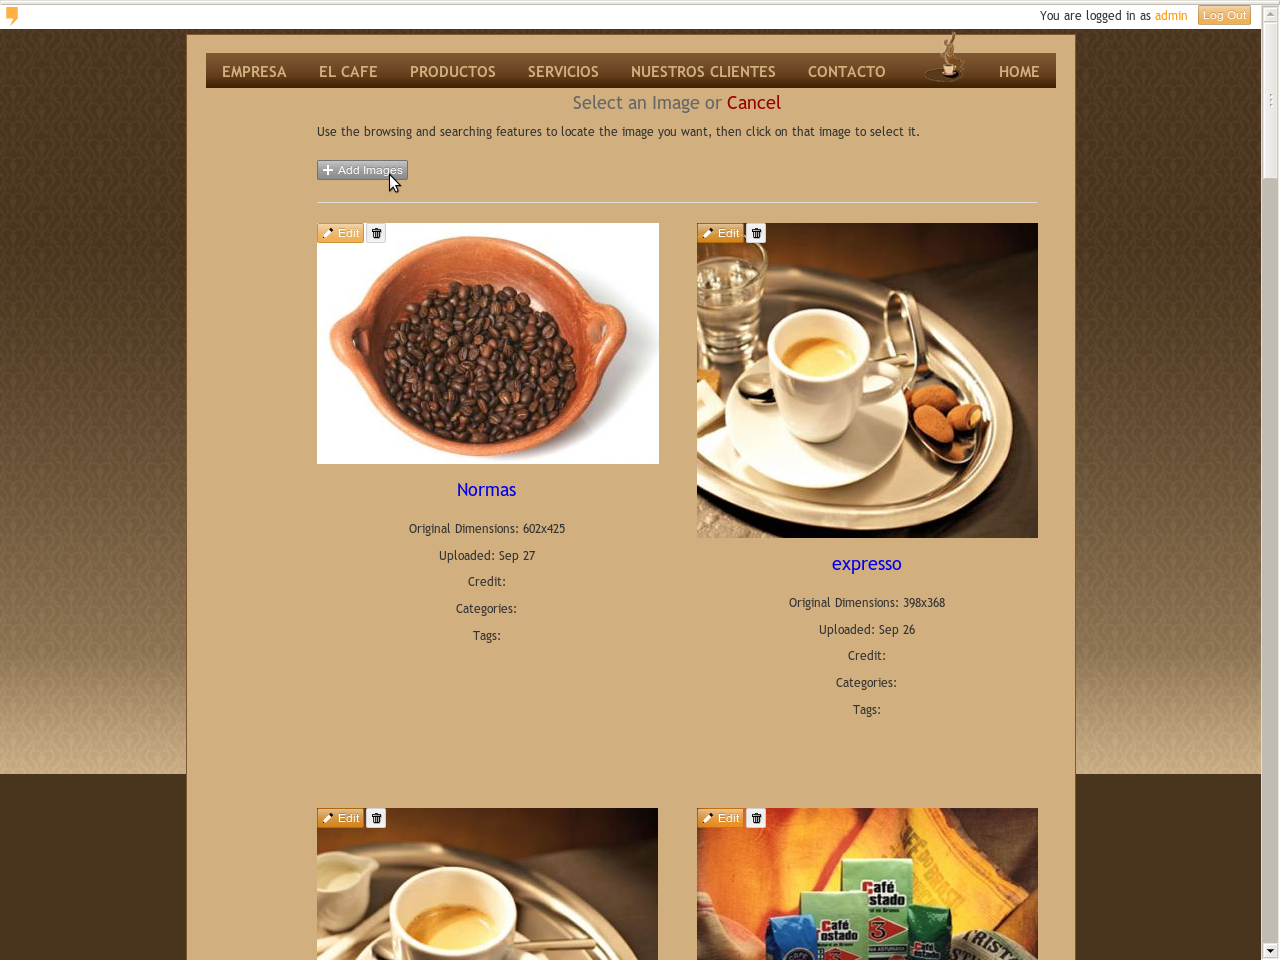 You are logged in as admin Log Out
EMPRESA EL CAFE PRODUCTOS SERVICIOS NUESTROS CLIENTES CONTACTO HOME
Select an Image or Cancel
Use the browsing and searching features to locate the image you want, then click on that image to select it.
Add Images
Edit
Edit
Normas
Original Dimensions: 602x425
Uploaded: Sep 27
Credit:
Categories:
Tags:
expresso
Original Dimensions: 398x368
Uploaded: Sep 26
Credit:
Categories:
Tags:
Edit
Edit
Café
Café
3
Café